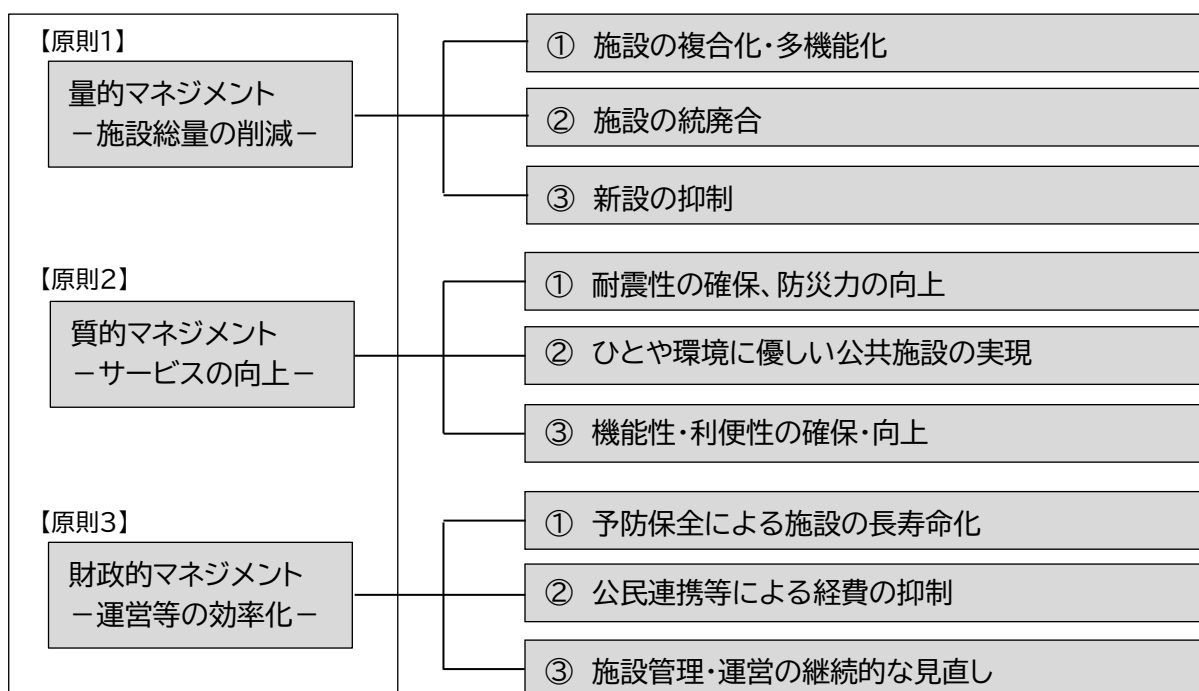 【原則1】
量的マネジメント
－施設総量の削減－
① 施設の複合化・多機能化
② 施設の統廃合
③ 新設の抑制
【原則2】
質的マネジメント
－サービスの向上－
① 耐震性の確保、防災力の向上
② ひとや環境に優しい公共施設の実現
③ 機能性・利便性の確保・向上
【原則3】
財政的マネジメント
－運営等の効率化－
① 予防保全による施設の長寿命化
② 公民連携等による経費の抑制
③ 施設管理・運営の継続的な見直し